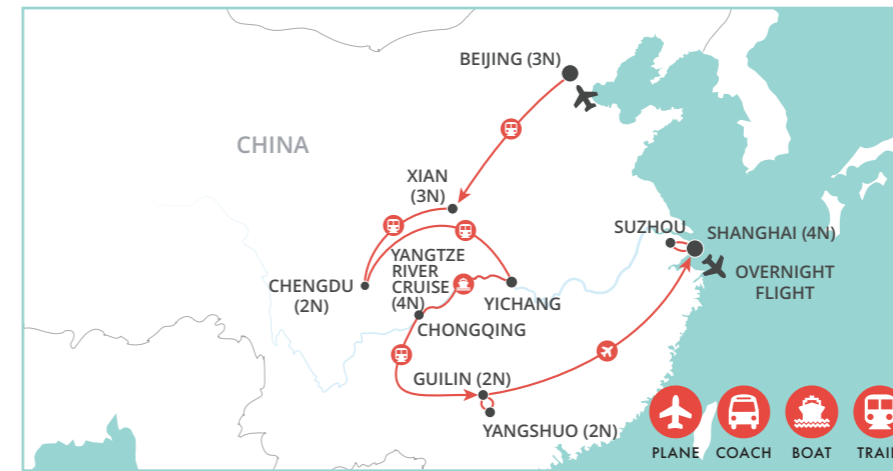 BEIJING (3N)
CHINA
XIAN
(3N)
SUZHOU
SHANGHAI (4N)
OVERNIGHT
FLIGHT
CHENGDU
(2N)
YANGTZE
RIVER
CRUISE
(4N)
YICHANG
CHONGQING
GUILIN (2N)
YANGSHUO (2N)
PLANE
COACH
BOAT
TRAIN